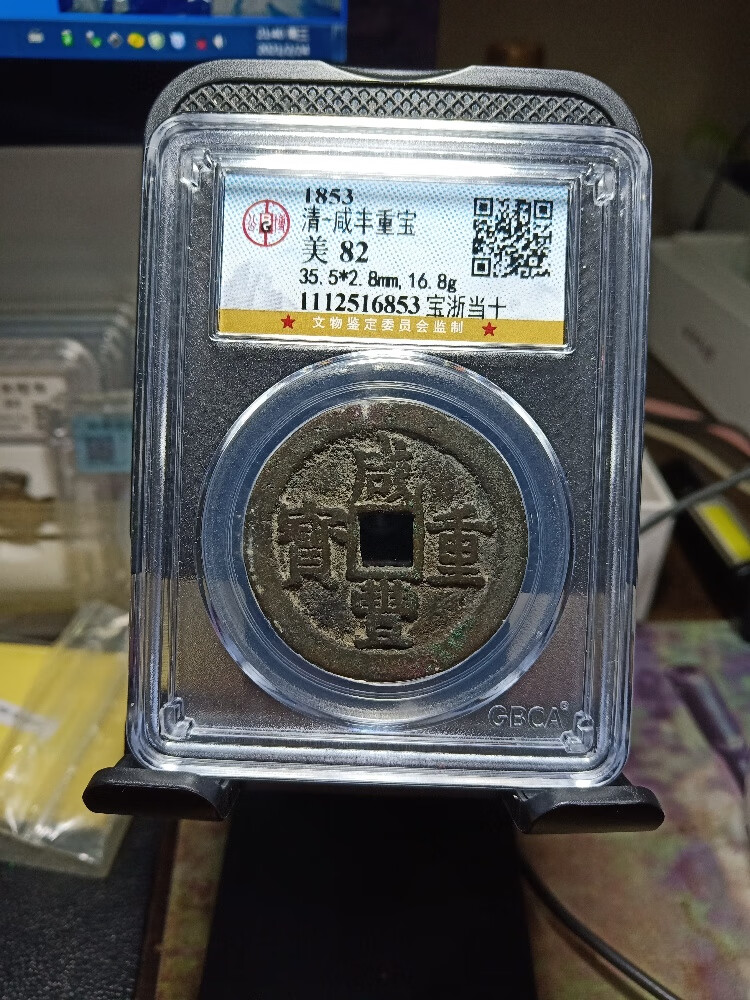 1853
清-咸丰重宝
美 82
35.5*2.8mm,16.8g
1112516853 宝浙当十
★ 文物鉴定委员会监制 ★
咸
寶 重
豐
GBCA®